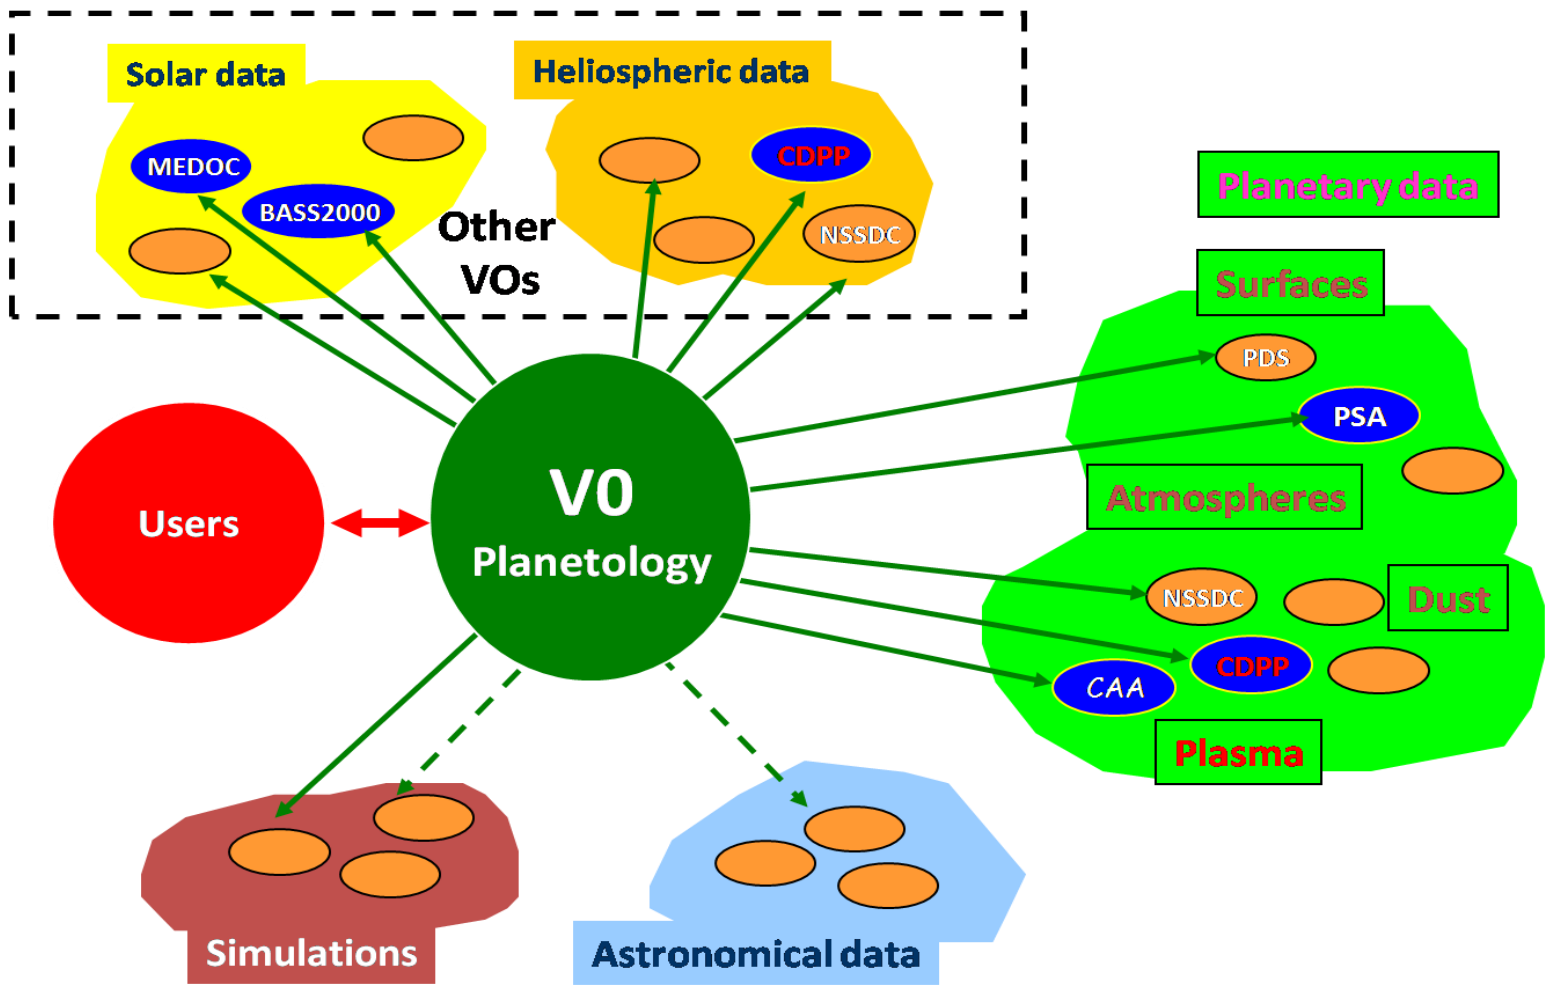 Solar data
Heliospheric data
MEDOC
BASS2000
CDPP
NSSDC
Other
VOs
Planetary data
Surfaces
PDS
PSA
Atmospheres
V0
Planetology
Users
NSSDC
Dust
CDPP
CAA
Plasma
Simulations
Astronomical data